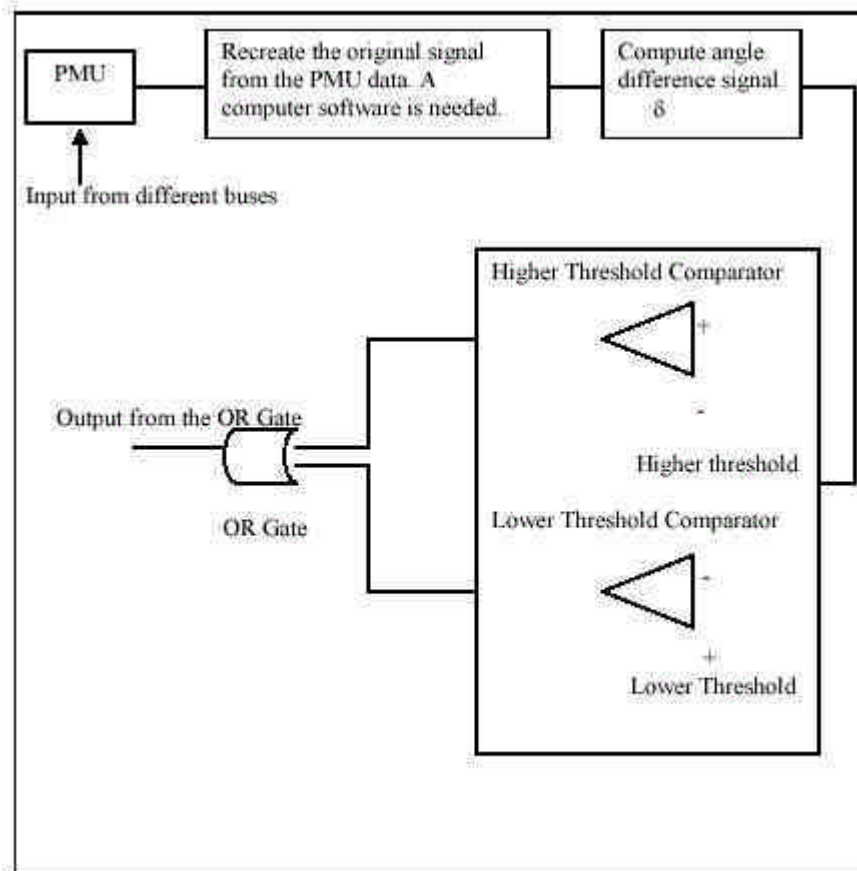 PMU
Recreate the original signal
from the PMU data. A
computer software is needed.
Compute angle
difference signal
δ
Input from different buses
Higher Threshold Comparator
+
-
Higher threshold
Output from the OR Gate
OR Gate
Lower Threshold Comparator
-
+
Lower Threshold